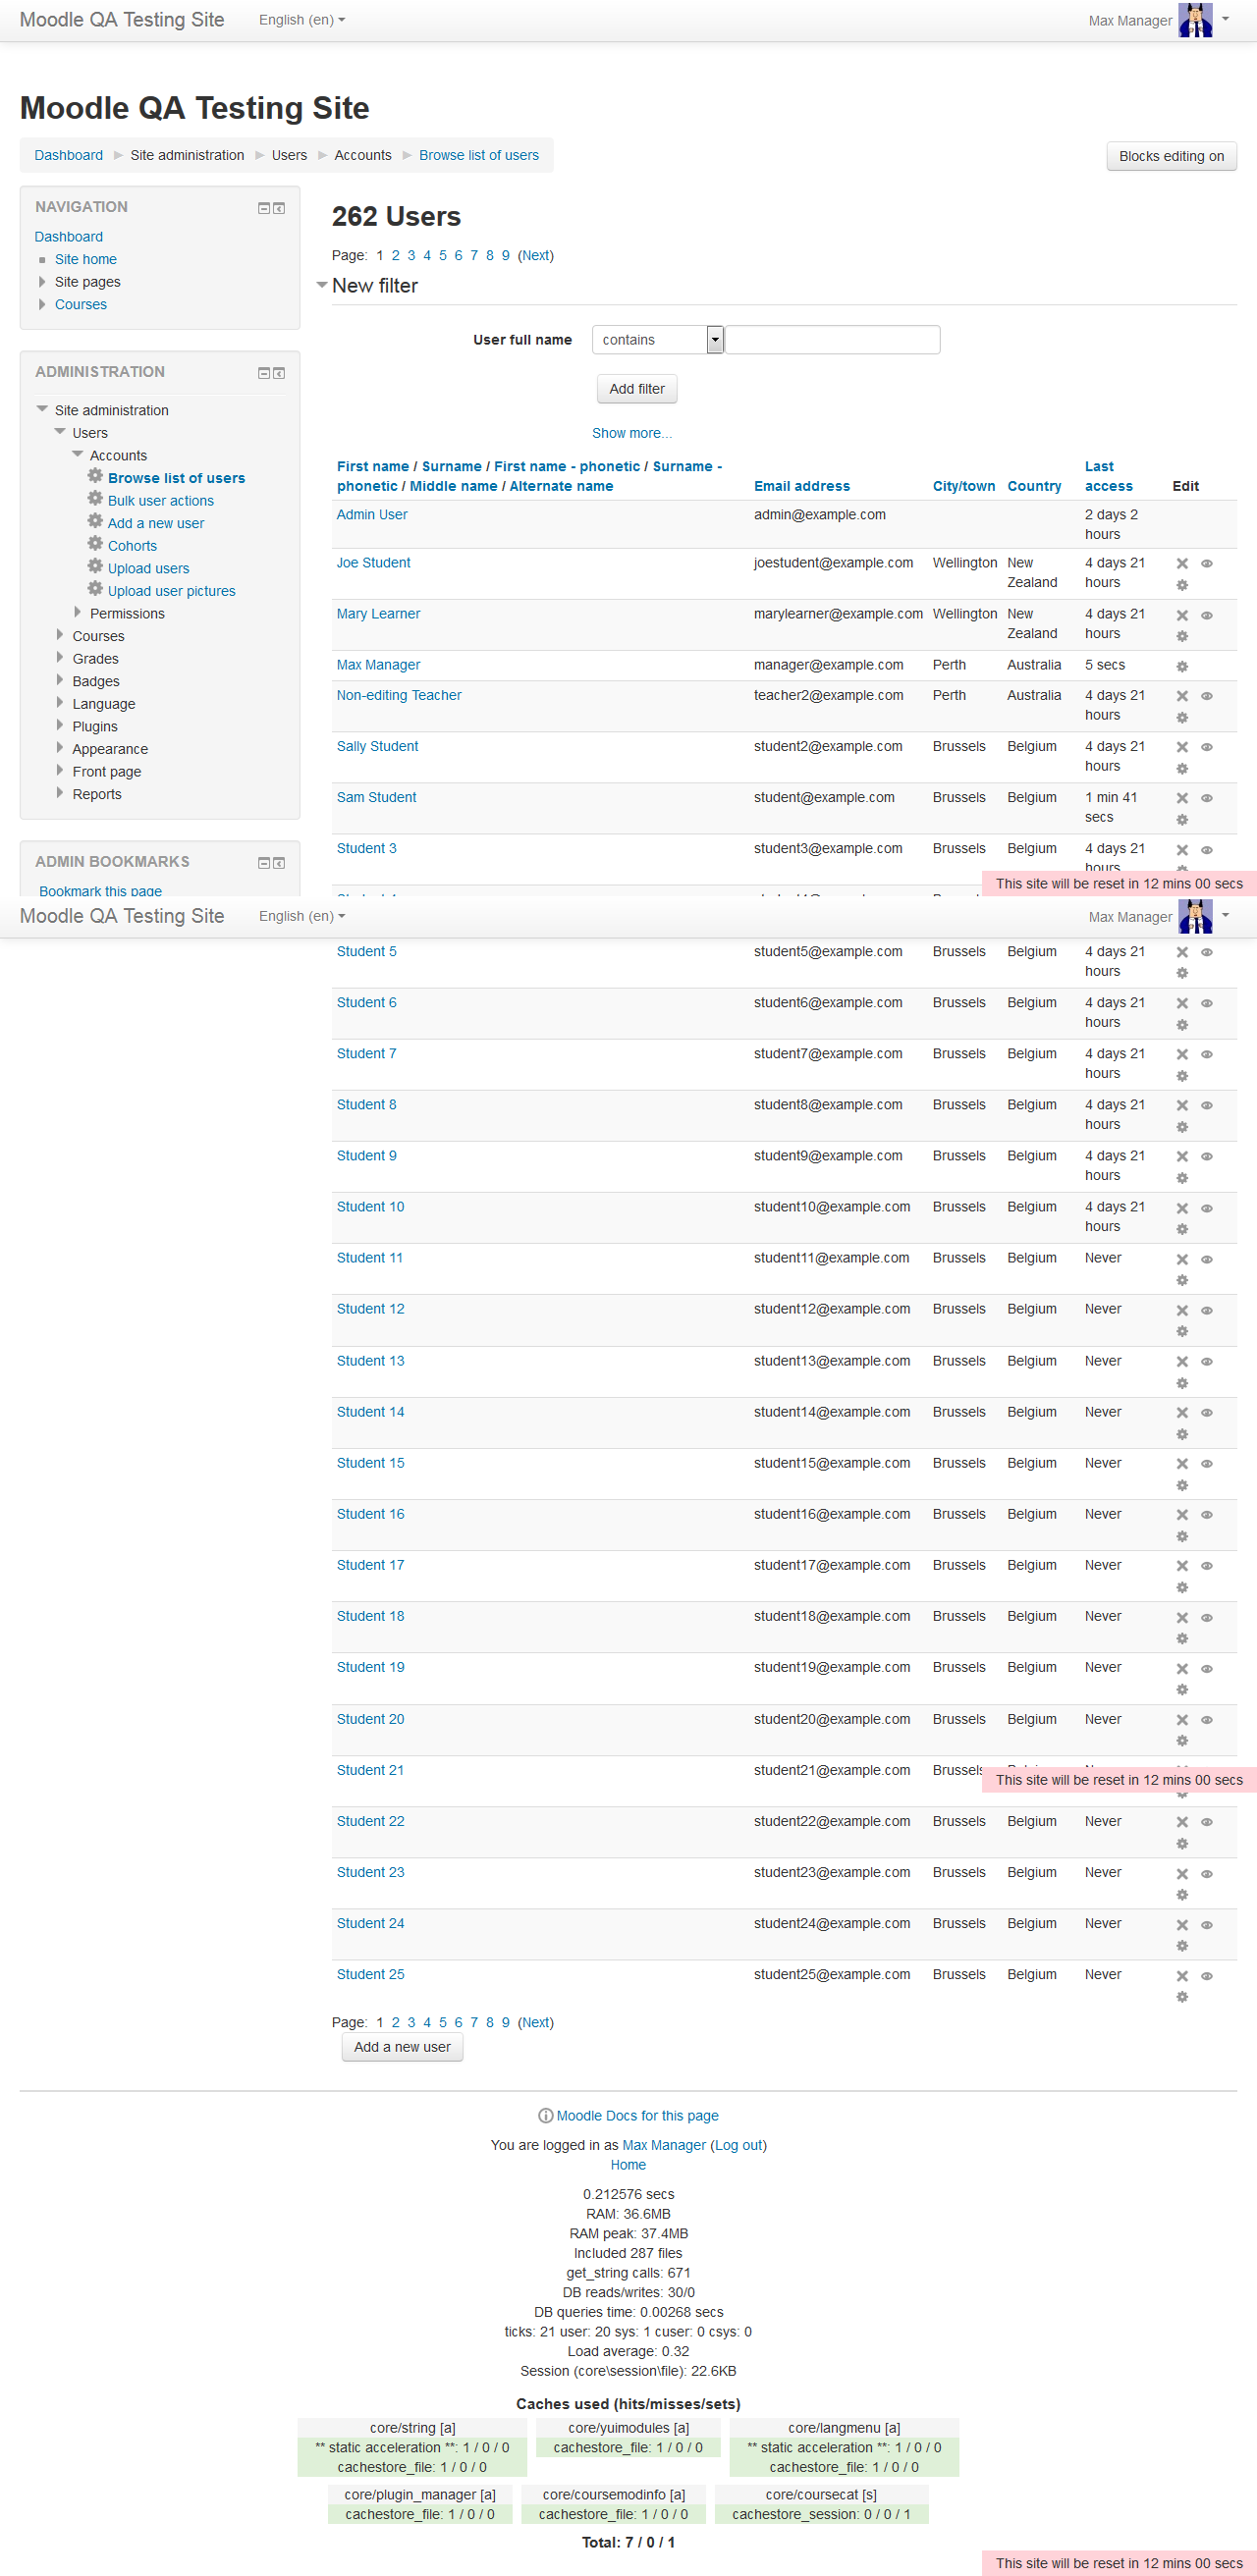 Moodle QA Testing Site English (en) Max Manager
Moodle QA Testing Site
Dashboard Site administration Users Accounts Browse list of users Blocks editing on
NAVIGATION
Dashboard
Site home
Site pages
Courses
ADMINISTRATION
Site administration
Users
Accounts
Browse list of users
Bulk user actions
Add a new user
Cohorts
Upload users
Upload user pictures
Permissions
Courses
Grades
Badges
Language
Plugins
Appearance
Front page
Reports
ADMIN BOOKMARKS
Bookmark this page
262 Users
Page: 1 2 3 4 5 6 7 8 9 (Next)
New filter
User full name contains
Add filter
Show more...
First name / Surname / First name - phonetic / Surname - phonetic / Middle name / Alternate name Email address City/town Country Last access Edit
Admin User admin@example.com 2 days 2 hours
Joe Student joestudent@example.com Wellington New Zealand 4 days 21 hours
Mary Learner marylearner@example.com Wellington New Zealand 4 days 21 hours
Max Manager manager@example.com Perth Australia 5 secs
Non-editing Teacher teacher2@example.com Perth Australia 4 days 21 hours
Sally Student student2@example.com Brussels Belgium 4 days 21 hours
Sam Student student@example.com Brussels Belgium 1 min 41 secs
Student 3 student3@example.com Brussels Belgium 4 days 21 hours
This site will be reset in 12 mins 00 secs
Moodle QA Testing Site English (en) Max Manager
Student 5 student5@example.com Brussels Belgium 4 days 21 hours
Student 6 student6@example.com Brussels Belgium 4 days 21 hours
Student 7 student7@example.com Brussels Belgium 4 days 21 hours
Student 8 student8@example.com Brussels Belgium 4 days 21 hours
Student 9 student9@example.com Brussels Belgium 4 days 21 hours
Student 10 student10@example.com Brussels Belgium 4 days 21 hours
Student 11 student11@example.com Brussels Belgium Never
Student 12 student12@example.com Brussels Belgium Never
Student 13 student13@example.com Brussels Belgium Never
Student 14 student14@example.com Brussels Belgium Never
Student 15 student15@example.com Brussels Belgium Never
Student 16 student16@example.com Brussels Belgium Never
Student 17 student17@example.com Brussels Belgium Never
Student 18 student18@example.com Brussels Belgium Never
Student 19 student19@example.com Brussels Belgium Never
Student 20 student20@example.com Brussels Belgium Never
Student 21 student21@example.com
This site will be reset in 12 mins 00 secs
Student 22 student22@example.com Brussels Belgium Never
Student 23 student23@example.com Brussels Belgium Never
Student 24 student24@example.com Brussels Belgium Never
Student 25 student25@example.com Brussels Belgium Never
Page: 1 2 3 4 5 6 7 8 9 (Next)
Add a new user
Moodle Docs for this page
You are logged in as Max Manager (Log out)
Home
0.212576 secs
RAM: 36.6MB
RAM peak: 37.4MB
Included 287 files
get_string calls: 671
DB reads/writes: 30/0
DB queries time: 0.00268 secs
ticks: 21 user: 20 sys: 1 cuser: 0 csys: 0
Load average: 0.32
Session (core\session\file): 22.6KB
Caches used (hits/misses/sets)
core/string [a] core/yuimodules [a] core/langmenu [a]
** static acceleration **: 1 / 0 / 0 cachestore_file: 1 / 0 / 0 ** static acceleration **: 1 / 0 / 0
cachestore_file: 1 / 0 / 0 cachestore_file: 1 / 0 / 0
core/plugin_manager [a] core/coursemodinfo [a] core/coursecat [s]
cachestore_file: 1 / 0 / 0 cachestore_file: 1 / 0 / 0 cachestore_session: 0 / 0 / 1
Total: 7 / 0 / 1
This site will be reset in 12 mins 00 secs